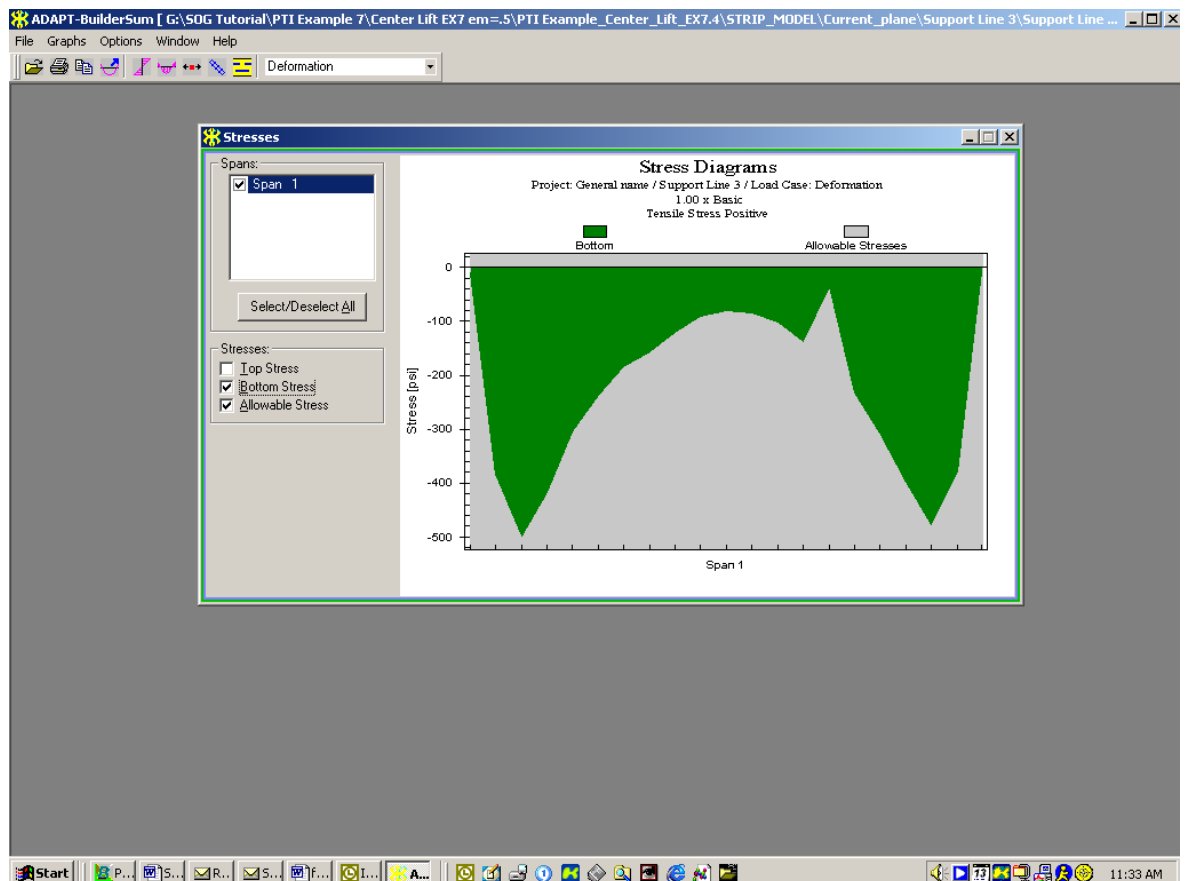 ADAPT-BuilderSum [ G:\SOG Tutorial\PTI Example 7\Center Lift EX7 em=.5\PTI Example_Center_Lift_EX7.4\STRIP_MODEL\Current_plane\Support Line 3\Support Line ...
File Graphs Options Window Help
Deformation
Stresses
Spans:
Span 1
Select/Deselect All
Stresses:
Top Stress
Bottom Stress
Allowable Stress
Stress Diagrams
Project: General name / Support Line 3 / Load Case: Deformation
1.00 x Basic
Tensile Stress Positive
Bottom
Allowable Stresses
Stress [psi]
0
-100
-200
-300
-400
-500
Span 1
Start P... S... R... S... f... I... A... 13 11:33 AM